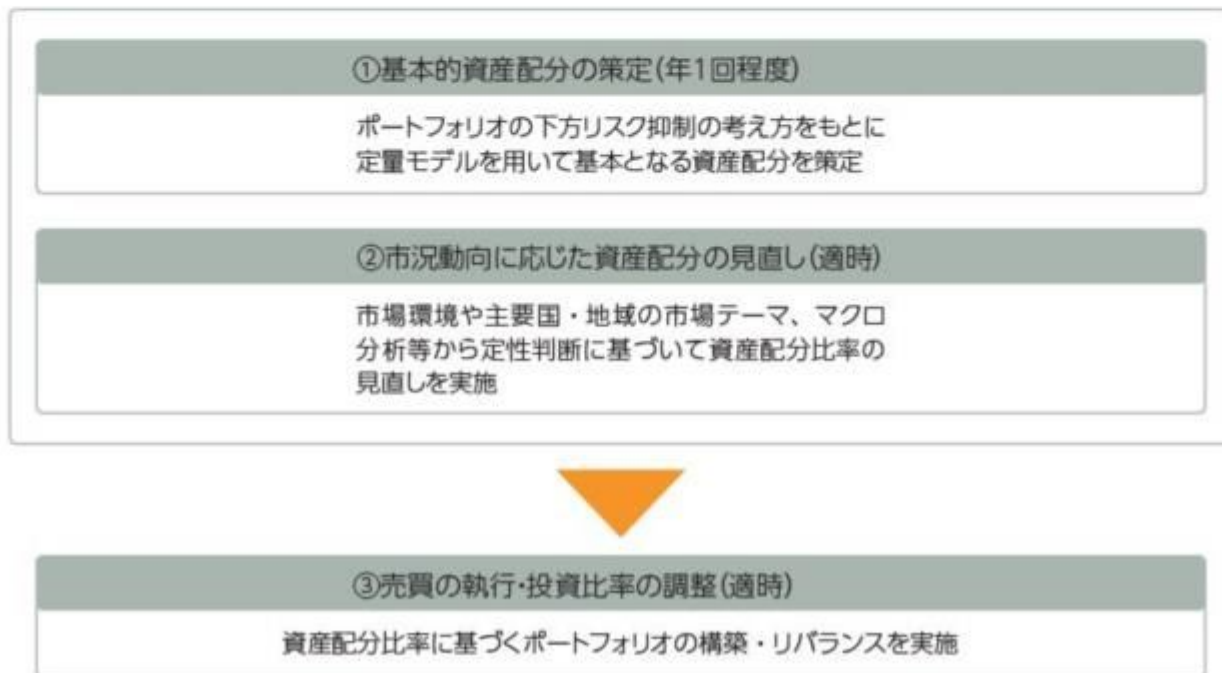 ①基本的資産配分の策定(年1回程度)
ポートフォリオの下方リスク抑制の考え方をもとに
定量モデルを用いて基本となる資産配分を策定
②市況動向に応じた資産配分の見直し(適時)
市場環境や主要国・地域の市場テーマ、マクロ
分析等から定性判断に基づいて資産配分比率の
見直しを実施
③売買の執行・投資比率の調整(適時)
資産配分比率に基づくポートフォリオの構築・リバランスを実施